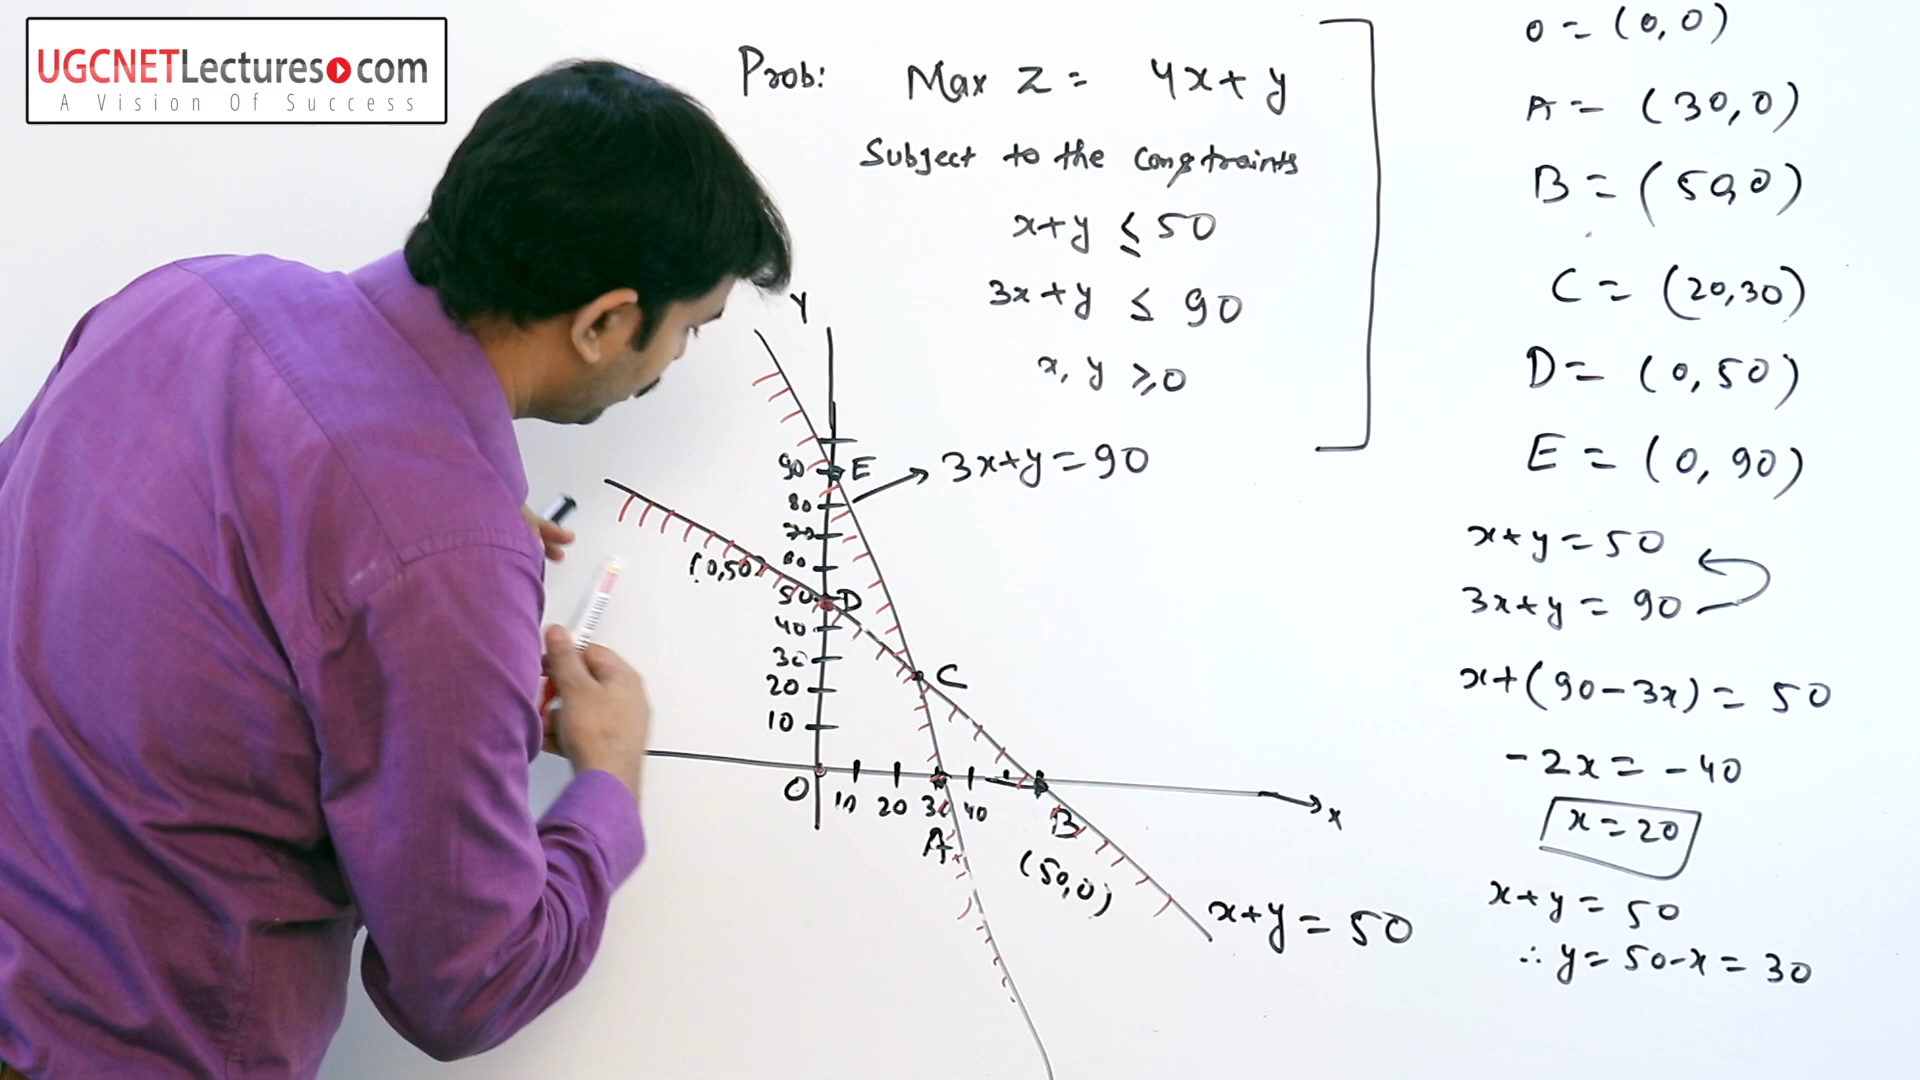 UGCNETLectures.com
A Vision Of Success
Prob: Max Z = 4x+y
Subject to the constraints
x+y ≤ 50
3x+y ≤ 90
x, y ≥ 0
Y
90 E
3x+y=90
80
70
60
(0,50)
50 D
40
30
20
10
C
O 10 20 30 40
x
A
B
(50,0)
x+y = 50
O = (0,0)
A = (30,0)
B = (50,0)
C = (20,30)
D = (0,50)
E = (0,90)
x+y=50
3x+y = 90
x+(90-3x) = 50
-2x = -40
x = 20
x+y = 50
∴ y = 50-x = 30